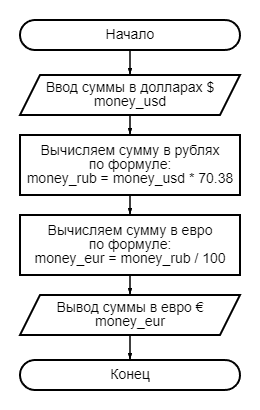 Начало
Ввод суммы в долларах $
money_usd
Вычисляем сумму в рублях
по формуле:
money_rub = money_usd * 70.38
Вычисляем сумму в евро
по формуле:
money_eur = money_rub / 100
Вывод суммы в евро €
money_eur
Конец